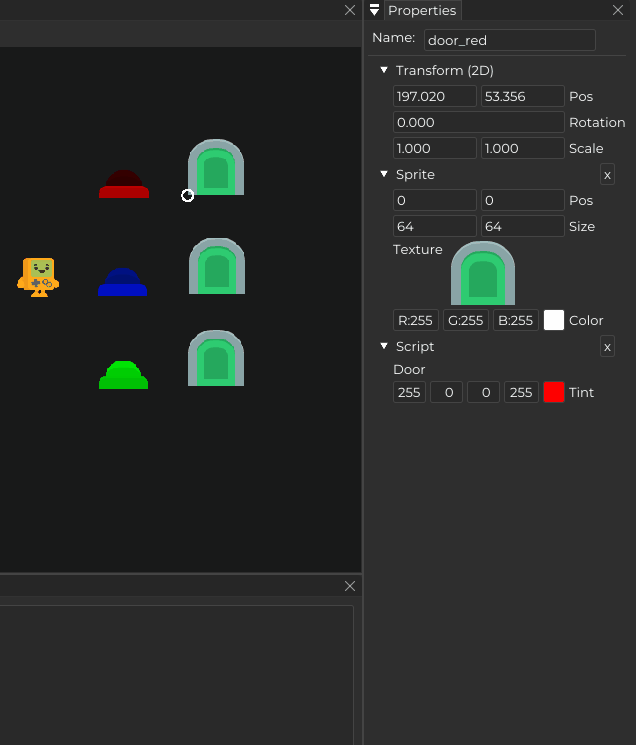 Properties
Name: door_red
Transform (2D)
197.020 53.356 Pos
0.000 Rotation
1.000 1.000 Scale
Sprite x
0 0 Pos
64 64 Size
Texture
R:255 G:255 B:255 Color
Script x
Door
255 0 0 255 Tint